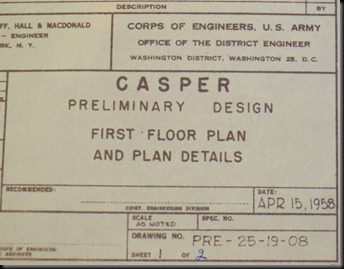 DESCRIPTION
BY
FF, HALL & MACDONALD
- ENGINEER
RK, N. Y.
CORPS OF ENGINEERS, U. S. ARMY
OFFICE OF THE DISTRICT ENGINEER
WASHINGTON DISTRICT, WASHINGTON 25, D. C.
CASPER
PRELIMINARY DESIGN
FIRST FLOOR PLAN
AND PLAN DETAILS
RECOMMENDED:
CHIEF, ENGINEERING DIVISION
DATE:
APR 15, 1958
SCALE
AS NOTED
SPEC. NO.
DRAWING NO. PRE - 25-19-08
SHEET 1 OF 2
OF ENGINEERS